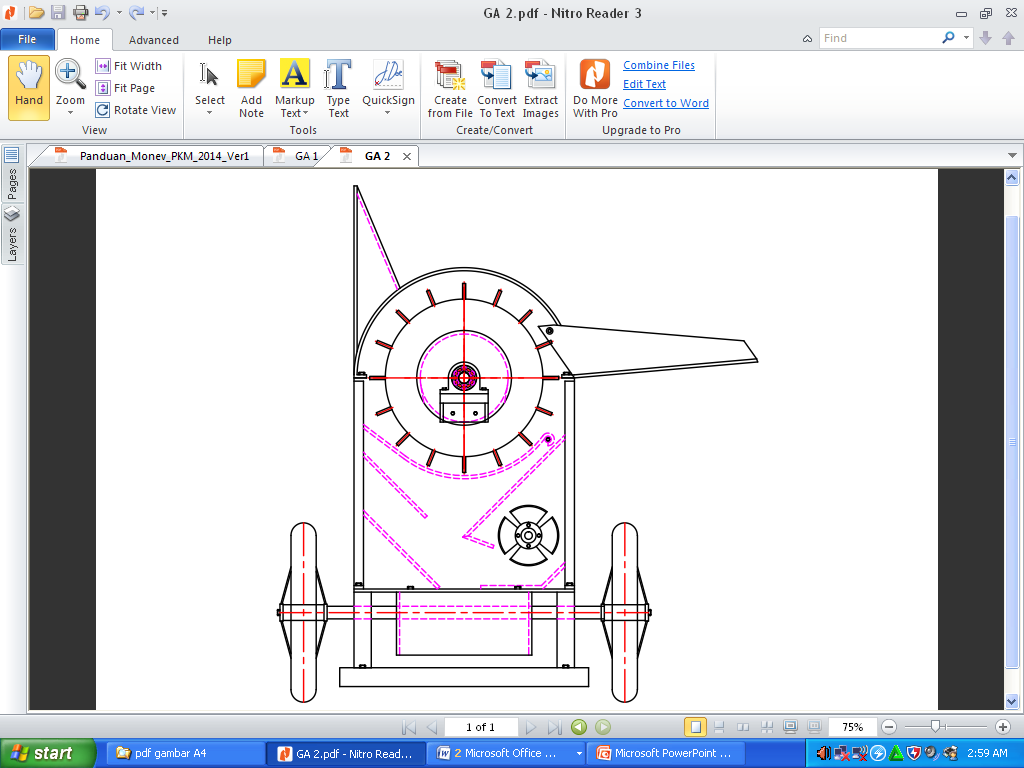 GA 2.pdf - Nitro Reader 3
File
Home
Advanced
Help
Find
Hand
Zoom
Fit Width
Fit Page
Rotate View
View
Select
Add Note
Markup Text
Type Text
QuickSign
Tools
Create from File
Convert To Text
Extract Images
Create/Convert
Do More With Pro
Combine Files
Edit Text
Convert to Word
Upgrade to Pro
Panduan_Monev_PKM_2014_Ver1
GA 1
GA 2
Pages
Layers
1 of 1
75%
start
pdf gambar A4
GA 2.pdf - Nitro Read...
2 Microsoft Office ...
Microsoft PowerPoint ...
2:59 AM